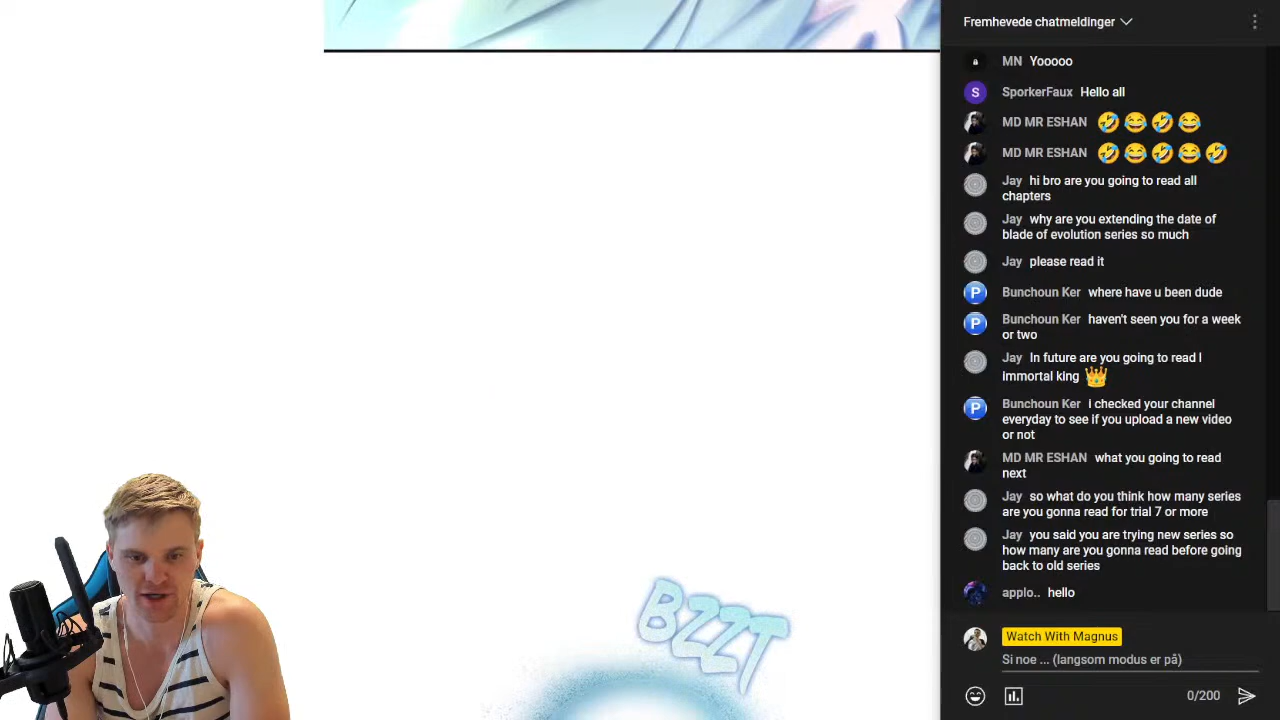 Fremhevede chatmeldinger
MN Yooooo
SporkerFaux Hello all
MD MR ESHAN 🤣😂🤣😂
MD MR ESHAN 🤣😂🤣😂🤣
Jay hi bro are you going to read all
chapters
Jay why are you extending the date of
blade of evolution series so much
Jay please read it
Bunchoun Ker where have u been dude
Bunchoun Ker haven't seen you for a week
or two
Jay In future are you going to read I
immortal king 👑
Bunchoun Ker i checked your channel
everyday to see if you upload a new video
or not
MD MR ESHAN what you going to read
next
Jay so what do you think how many series
are you gonna read for trial 7 or more
Jay you said you are trying new series so
how many are you gonna read before going
back to old series
applo.. hello
Watch With Magnus
Si noe ... (langsom modus er på)
0/200
BZZT
S
P
P
P